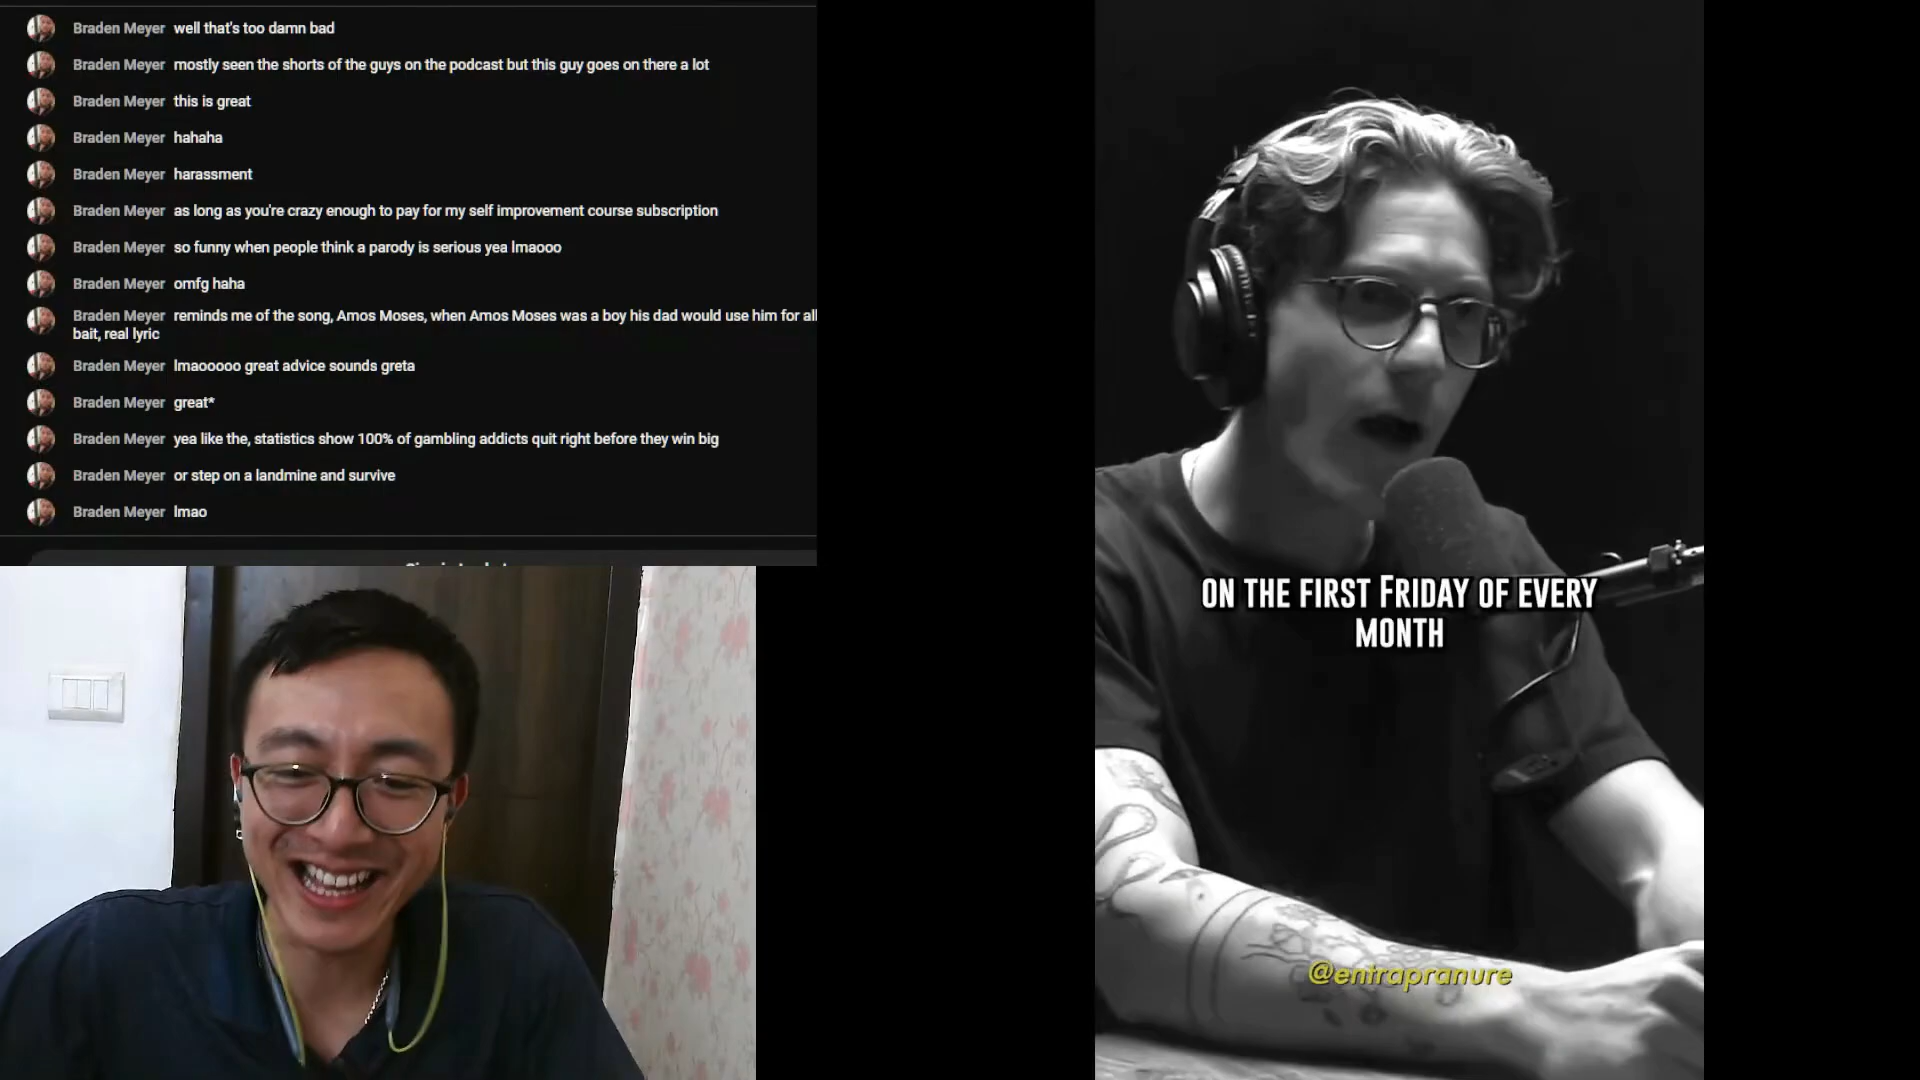 Braden Meyer well that's too damn bad
Braden Meyer mostly seen the shorts of the guys on the podcast but this guy goes on there a lot
Braden Meyer this is great
Braden Meyer hahaha
Braden Meyer harassment
Braden Meyer as long as you're crazy enough to pay for my self improvement course subscription
Braden Meyer so funny when people think a parody is serious yea lmaooo
Braden Meyer omfg haha
Braden Meyer reminds me of the song, Amos Moses, when Amos Moses was a boy his dad would use him for all
bait, real lyric
Braden Meyer lmaooooo great advice sounds greta
Braden Meyer great*
Braden Meyer yea like the, statistics show 100% of gambling addicts quit right before they win big
Braden Meyer or step on a landmine and survive
Braden Meyer lmao
ON THE FIRST FRIDAY OF EVERY
MONTH
@entrapranure